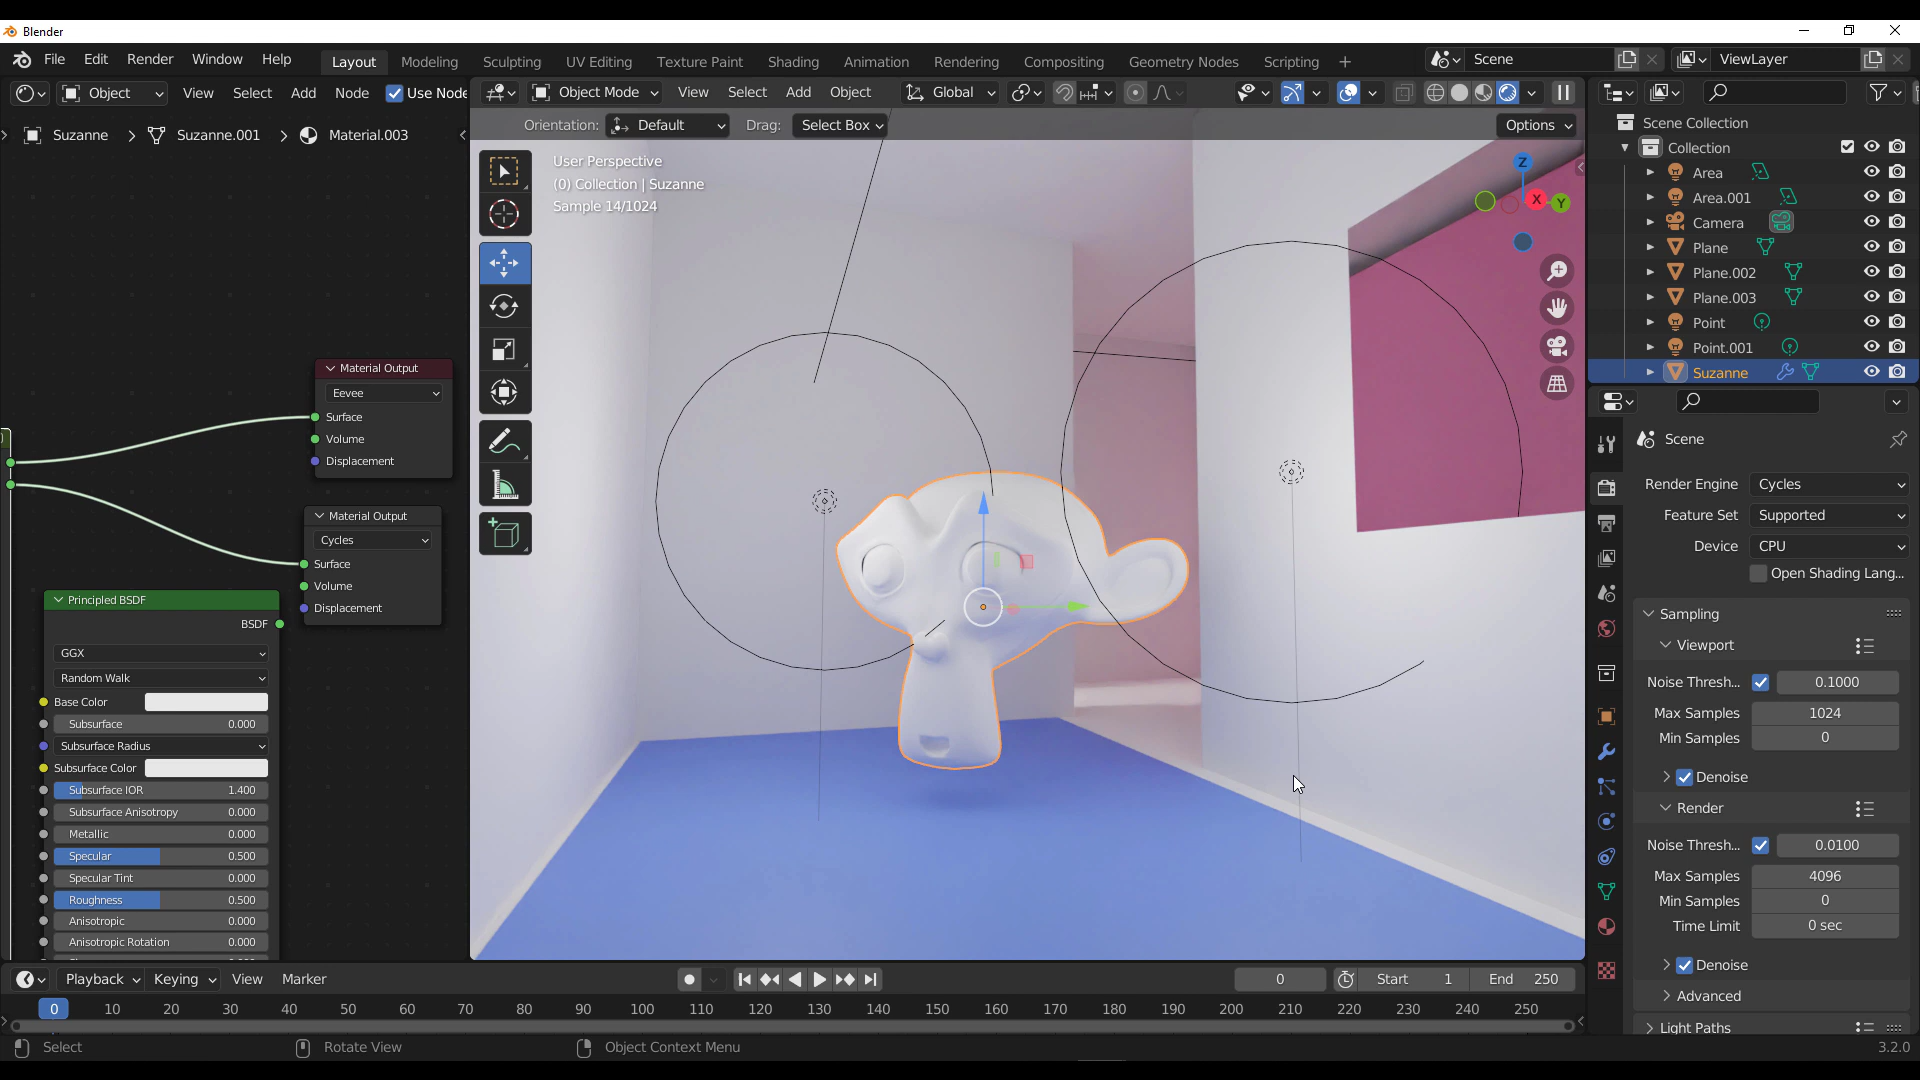 Blender
File Edit Render Window Help Layout Modeling Sculpting UV Editing Texture Paint Shading Animation Rendering Compositing Geometry Nodes Scripting + Scene ViewLayer
Object View Select Add Node Use Node
Object Mode View Select Add Object Global
Suzanne > Suzanne.001 > Material.003
Orientation: Default Drag: Select Box Options
User Perspective
(0) Collection | Suzanne
Sample 14/1024
Z
X
Y
Material Output
Eevee
Surface
Volume
Displacement
Material Output
Cycles
Surface
Volume
Displacement
Principled BSDF
BSDF
GGX
Random Walk
Base Color
Subsurface 0.000
Subsurface Radius
Subsurface Color
Subsurface IOR 1.400
Subsurface Anisotropy 0.000
Metallic 0.000
Specular 0.500
Specular Tint 0.000
Roughness 0.500
Anisotropic 0.000
Anisotropic Rotation 0.000
Scene Collection
Collection
Area
Area.001
Camera
Plane
Plane.002
Plane.003
Point
Point.001
Suzanne
Scene
Render Engine Cycles
Feature Set Supported
Device CPU
Open Shading Lang...
Sampling
Viewport
Noise Thresh... 0.1000
Max Samples 1024
Min Samples 0
Denoise
Render
Noise Thresh... 0.0100
Max Samples 4096
Min Samples 0
Time Limit 0 sec
Denoise
Advanced
Light Paths
Playback Keying View Marker 0 Start 1 End 250
0 10 20 30 40 50 60 70 80 90 100 110 120 130 140 150 160 170 180 190 200 210 220 230 240 250
Select Rotate View Object Context Menu 3.2.0